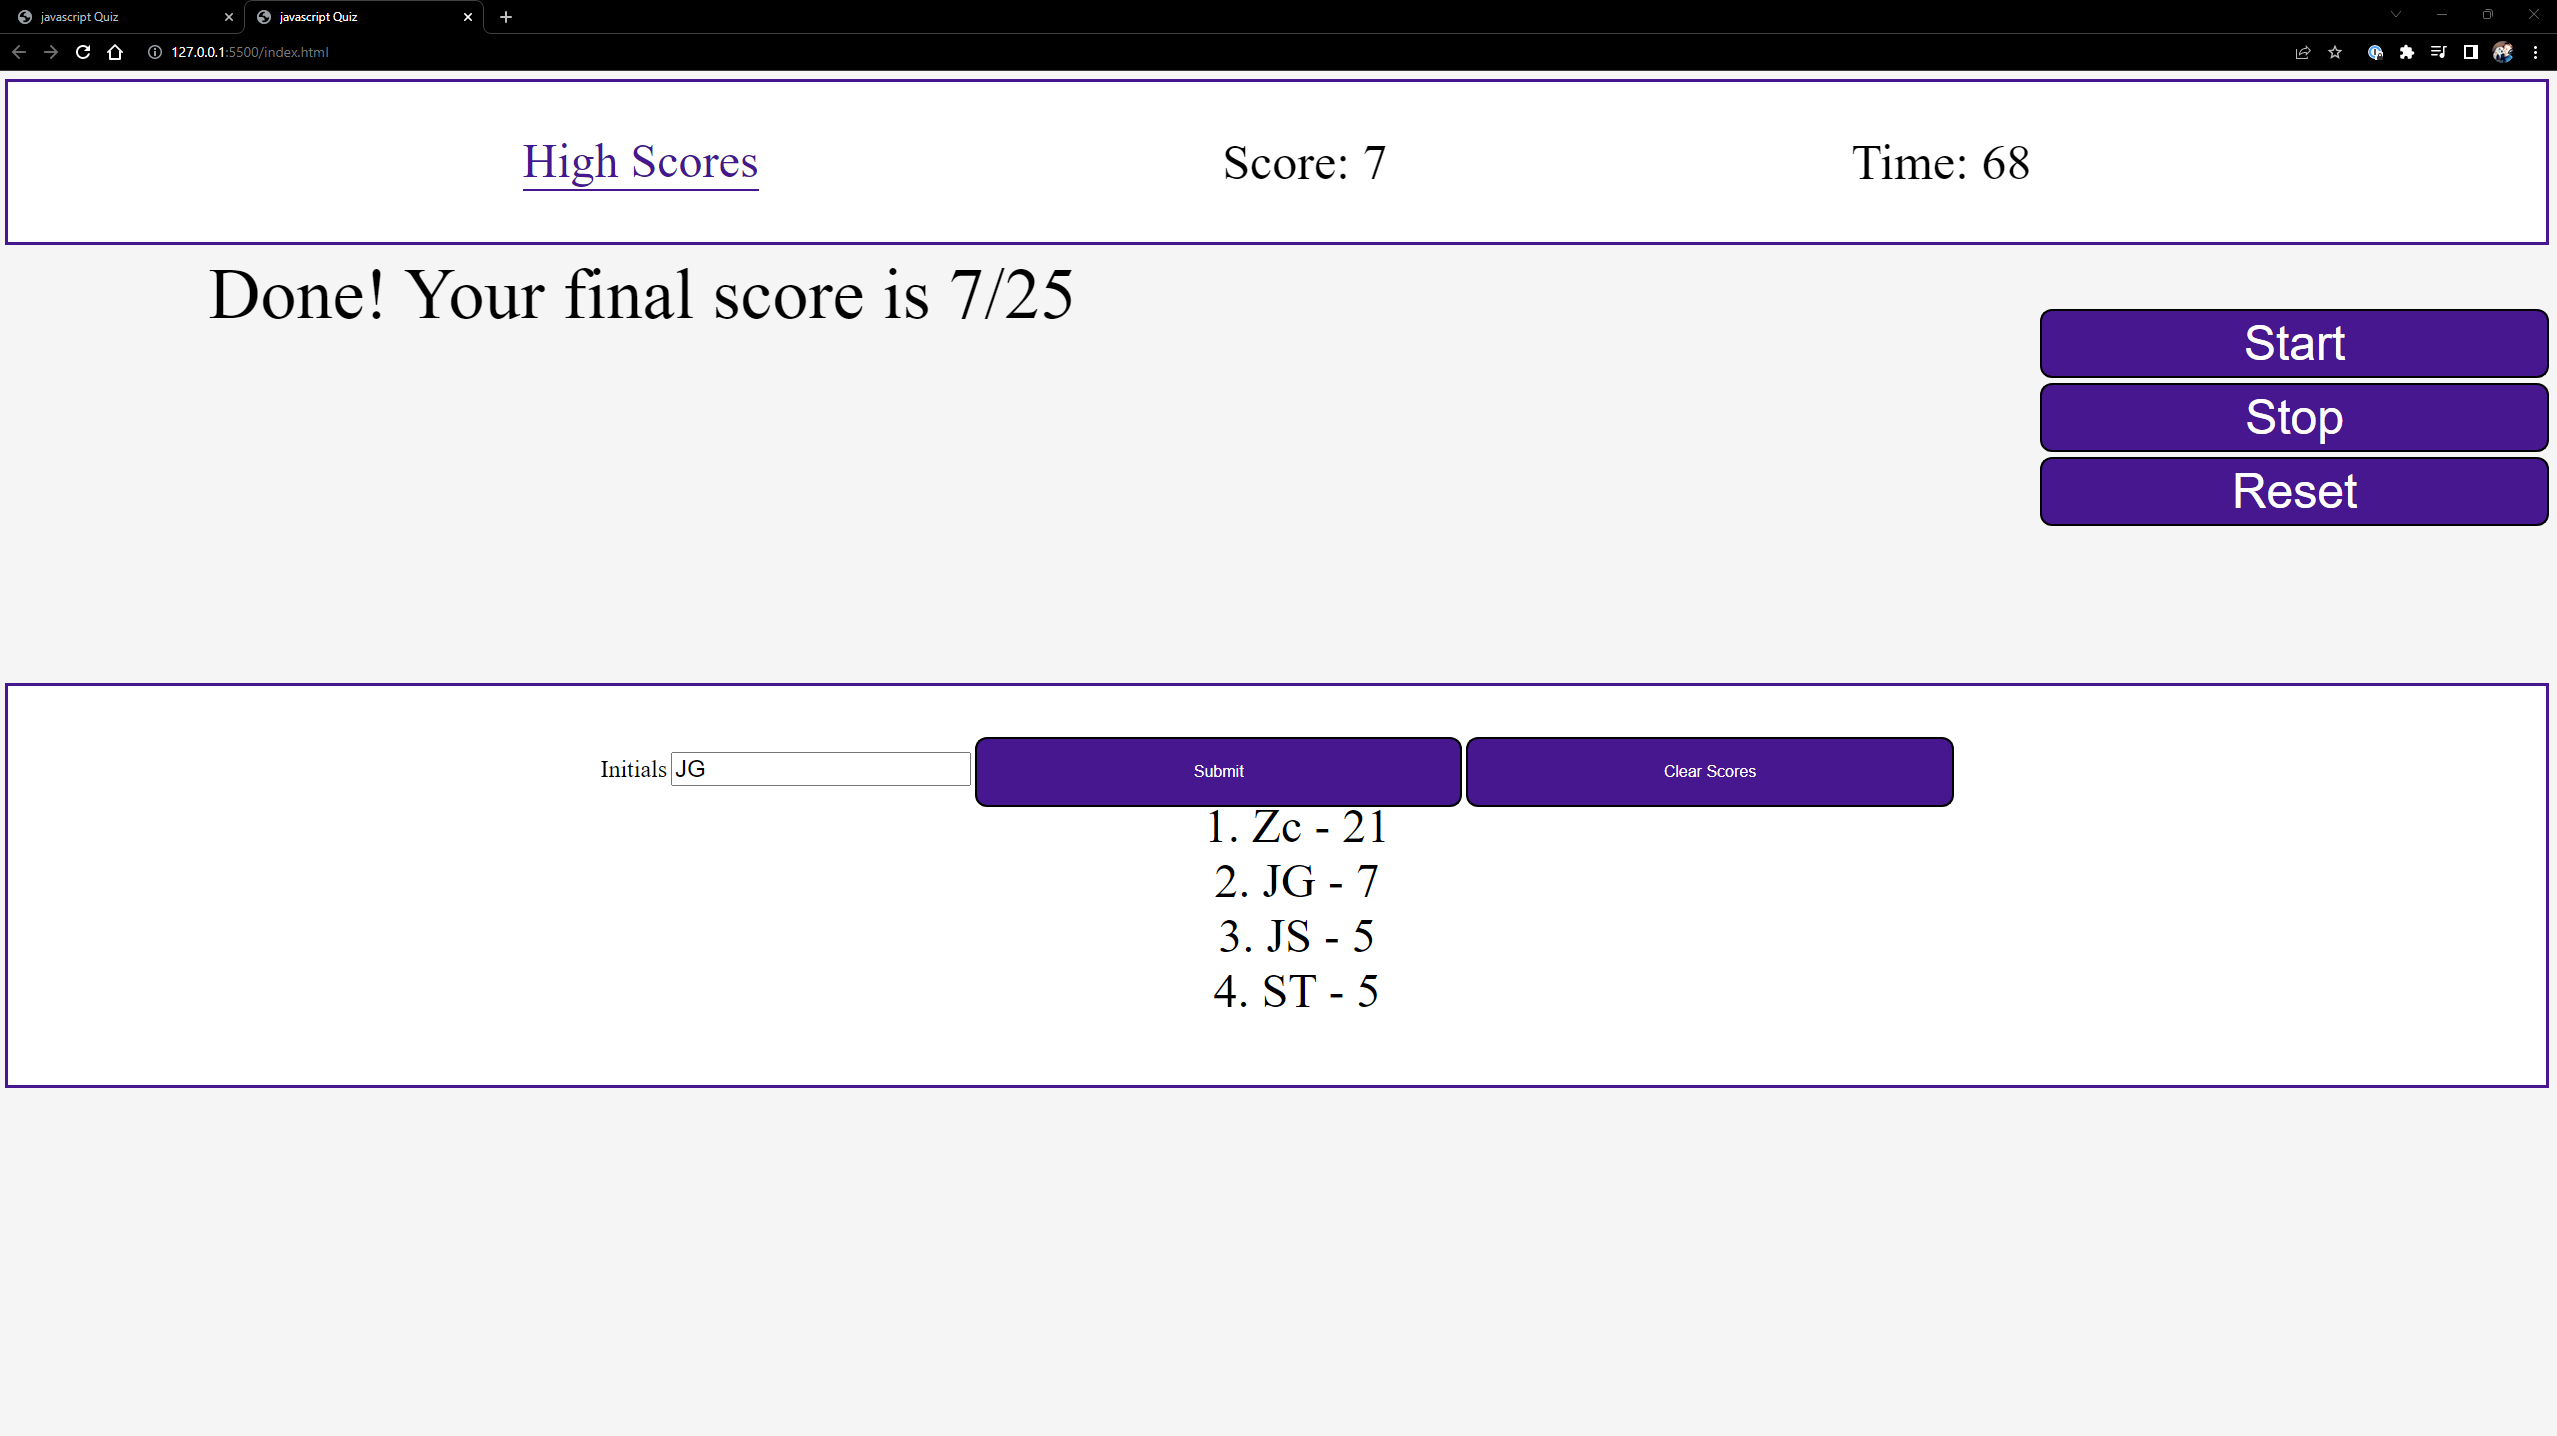 javascript Quiz
javascript Quiz
127.0.0.1:5500/index.html
High Scores
Score: 7
Time: 68
Done! Your final score is 7/25
Start
Stop
Reset
Initials JG Submit Clear Scores
1. Zc - 21
2. JG - 7
3. JS - 5
4. ST - 5